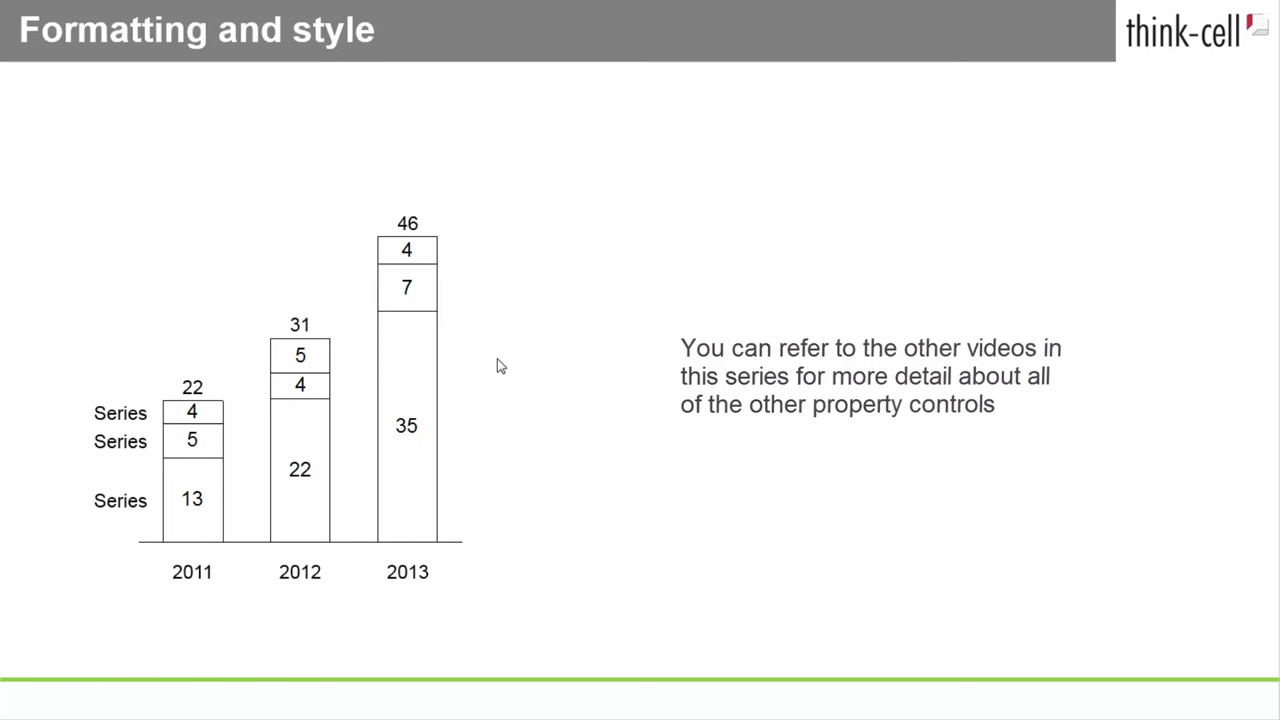 Formatting and style
think-cell
46
4
7
31
5
4
35
22
Series 4
Series 5
22
Series 13
2011 2012 2013
You can refer to the other videos in
this series for more detail about all
of the other property controls